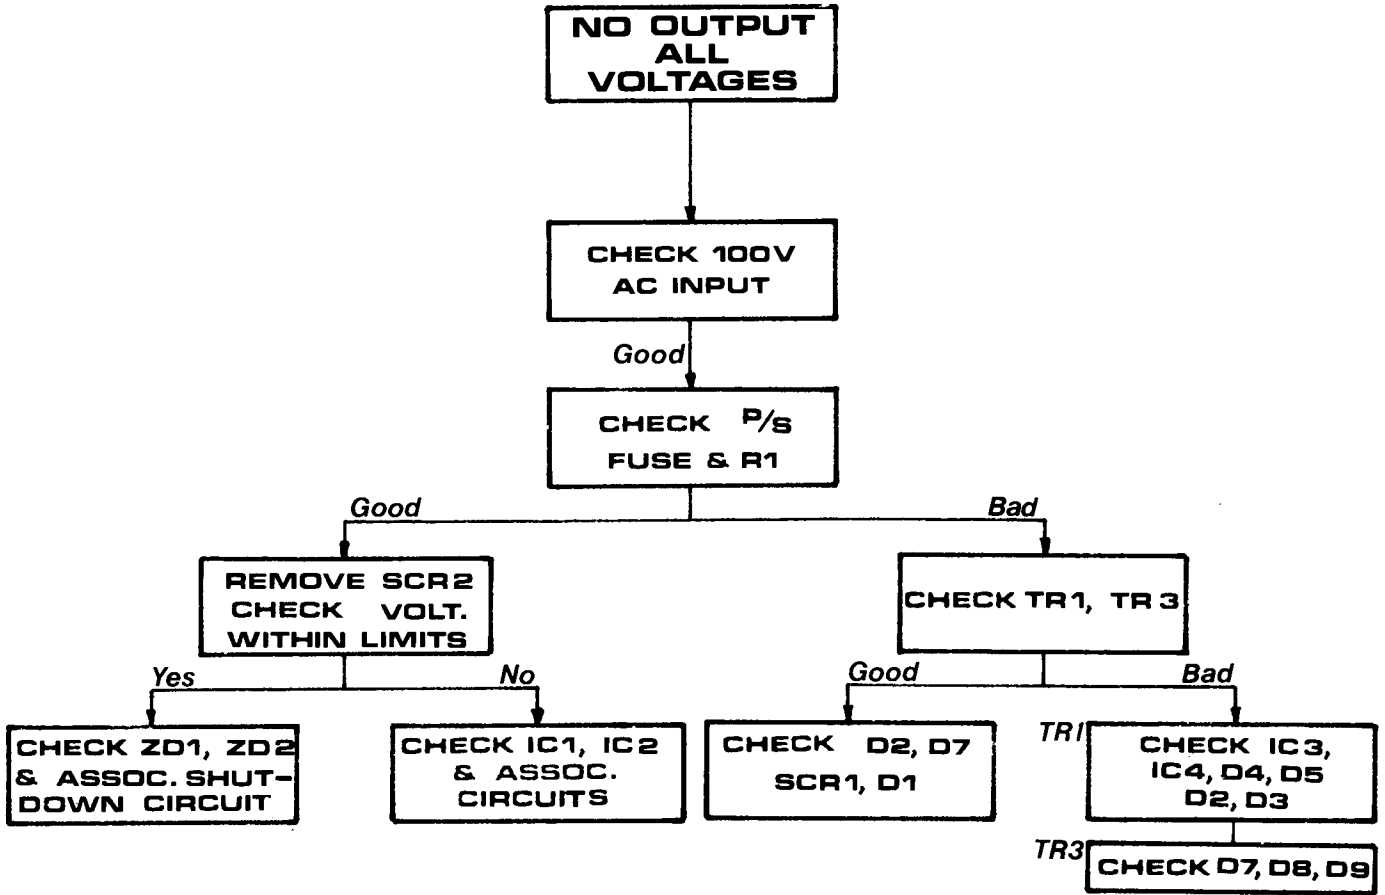 NO OUTPUT
ALL
VOLTAGES
CHECK 100V
AC INPUT
Good
CHECK P/S
FUSE & R1
Good
Bad
REMOVE SCR2
CHECK VOLT.
WITHIN LIMITS
CHECK TR1, TR3
Yes
No
Good
Bad
CHECK ZD1, ZD2
& ASSOC. SHUT-
DOWN CIRCUIT
CHECK IC1, IC2
& ASSOC.
CIRCUITS
CHECK D2, D7
SCR1, D1
TR1
CHECK IC3,
IC4, D4, D5
D2, D3
TR3
CHECK D7, D8, D9